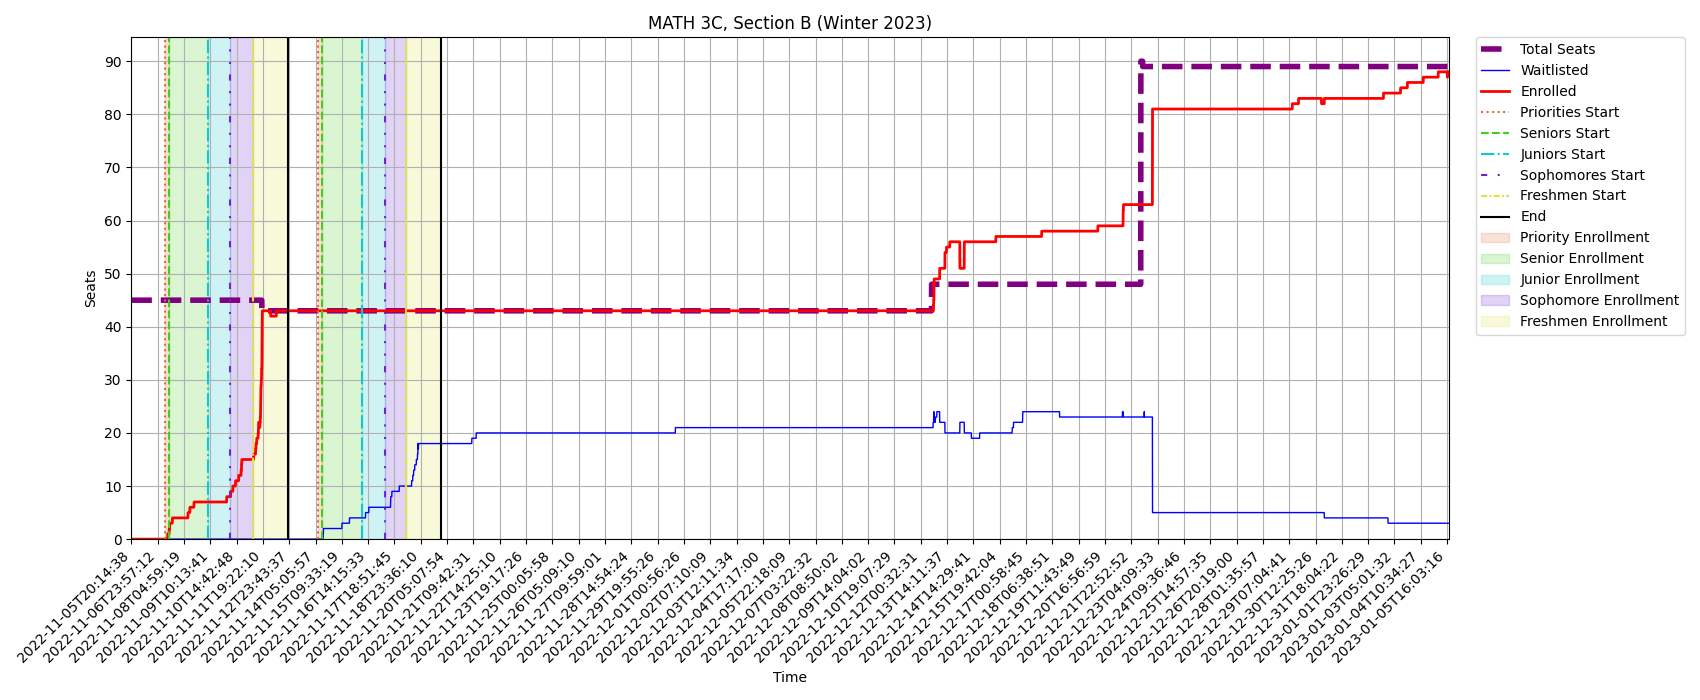 MATH 3C, Section B (Winter 2023)
Seats
90
80
70
60
50
40
30
20
10
0
2022-11-05T20:14:38
2022-11-06T23:57:12
2022-11-08T04:59:19
2022-11-09T10:13:41
2022-11-10T14:42:48
2022-11-11T19:22:10
2022-11-12T23:43:37
2022-11-14T05:05:57
2022-11-15T09:33:19
2022-11-16T14:15:33
2022-11-17T18:51:45
2022-11-18T23:36:10
2022-11-20T05:07:54
2022-11-21T09:42:31
2022-11-22T14:25:10
2022-11-23T19:17:26
2022-11-25T00:05:58
2022-11-26T05:09:10
2022-11-27T09:59:01
2022-11-28T14:54:24
2022-11-29T19:55:26
2022-12-01T00:56:26
2022-12-02T07:10:09
2022-12-03T12:11:34
2022-12-04T17:17:00
2022-12-05T22:18:09
2022-12-07T03:22:32
2022-12-08T08:50:02
2022-12-09T14:04:02
2022-12-10T19:07:29
2022-12-12T00:32:31
2022-12-13T14:11:37
2022-12-14T14:29:41
2022-12-15T19:42:04
2022-12-17T00:58:45
2022-12-18T06:38:51
2022-12-19T11:43:49
2022-12-20T16:56:59
2022-12-21T22:52:52
2022-12-23T04:09:33
2022-12-24T09:36:46
2022-12-25T14:57:35
2022-12-26T20:19:00
2022-12-28T01:35:57
2022-12-29T07:04:41
2022-12-30T12:25:26
2022-12-31T18:04:22
2023-01-01T23:26:29
2023-01-03T05:01:32
2023-01-04T10:34:27
2023-01-05T16:03:16
Time
Total Seats
Waitlisted
Enrolled
Priorities Start
Seniors Start
Juniors Start
Sophomores Start
Freshmen Start
End
Priority Enrollment
Senior Enrollment
Junior Enrollment
Sophomore Enrollment
Freshmen Enrollment